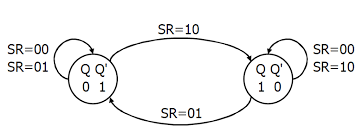 SR=10
SR=00
SR=01
Q Q'
0 1
Q Q'
1 0
SR=00
SR=10
SR=01